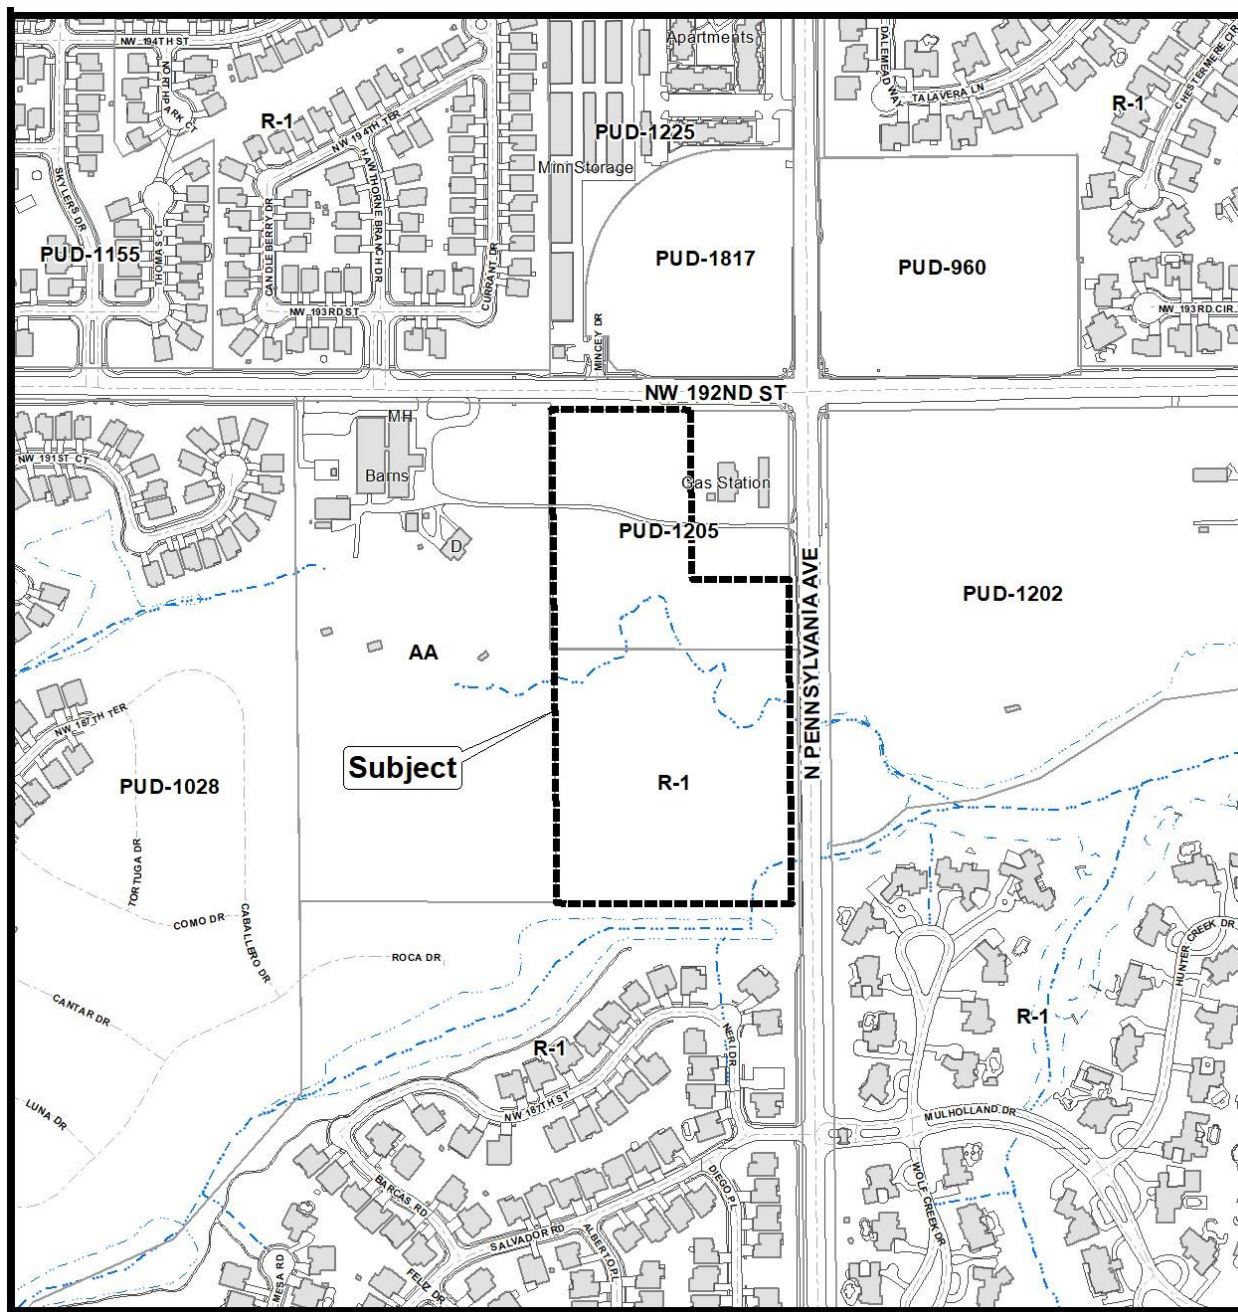 NW 194TH ST
NORTHPARK CT
R-1
NW 194TH TER
HAWTHORNE BRANCH DR
SKYLERS DR
PUD-1155
THOMAS CT
CANDLEBERRY DR
CURRANT DR
NW 193RD ST
Apartments
PUD-1225
Mini Storage
PUD-1817
MINCEY DR
DALEMEAD WAY
TALAVERA LN
R-1
CHESTERMERE CIR
PUD-960
NW 193RD CIR
NW 192ND ST
MH
Barns
D
NW 191ST CT
Gas Station
PUD-1205
N PENNSYLVANIA AVE
PUD-1202
AA
NW 187TH TER
PUD-1028
Subject
R-1
TORTUGA DR
COMO DR
CABALLERO DR
ROCA DR
CANTAR DR
LUNA DR
R-1
NERI DR
NW 187TH ST
HUNTER CREEK DR
R-1
MULHOLLAND DR
WOLF CREEK DR
DIEGO PL
BARCAS RD
SALVADOR RD
ALBERTO PL
FELIZ DR
MESA RD